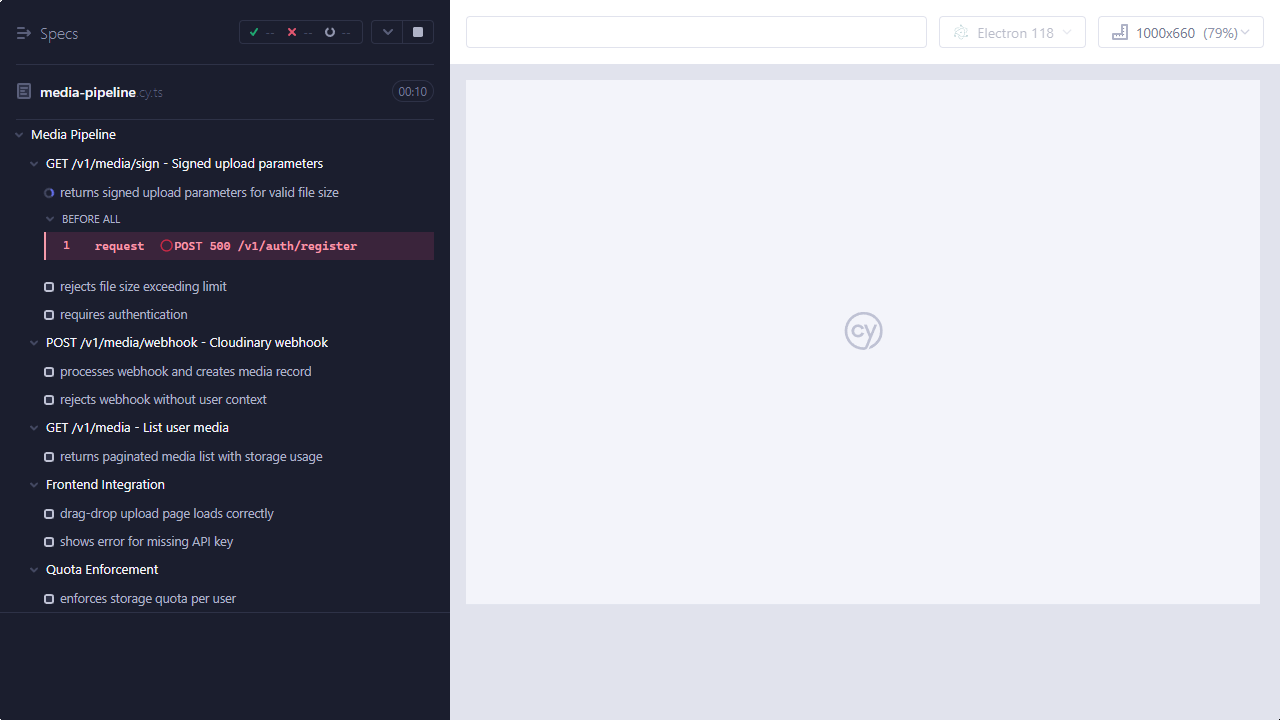 Specs
--
--
--
Electron 118
1000x660 (79%)
media-pipeline.cy.ts
00:10
Media Pipeline
GET /v1/media/sign - Signed upload parameters
returns signed upload parameters for valid file size
BEFORE ALL
1 request POST 500 /v1/auth/register
rejects file size exceeding limit
requires authentication
POST /v1/media/webhook - Cloudinary webhook
processes webhook and creates media record
rejects webhook without user context
GET /v1/media - List user media
returns paginated media list with storage usage
Frontend Integration
drag-drop upload page loads correctly
shows error for missing API key
Quota Enforcement
enforces storage quota per user
cy